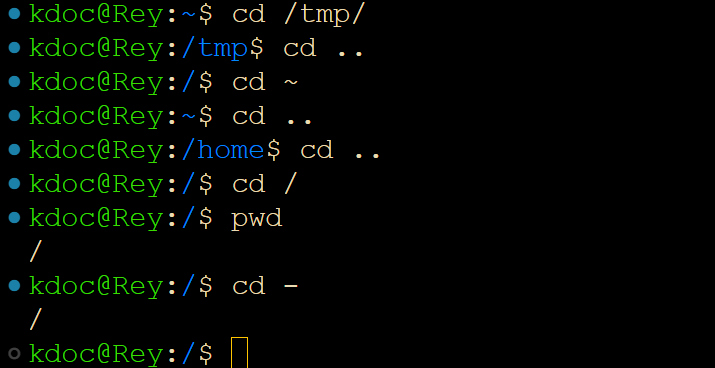 kdoc@Rey:~$ cd /tmp/
kdoc@Rey:/tmp$ cd ..
kdoc@Rey:/$ cd ~
kdoc@Rey:~$ cd ..
kdoc@Rey:/home$ cd ..
kdoc@Rey:/$ cd /
kdoc@Rey:/$ pwd
/
kdoc@Rey:/$ cd -
/
kdoc@Rey:/$